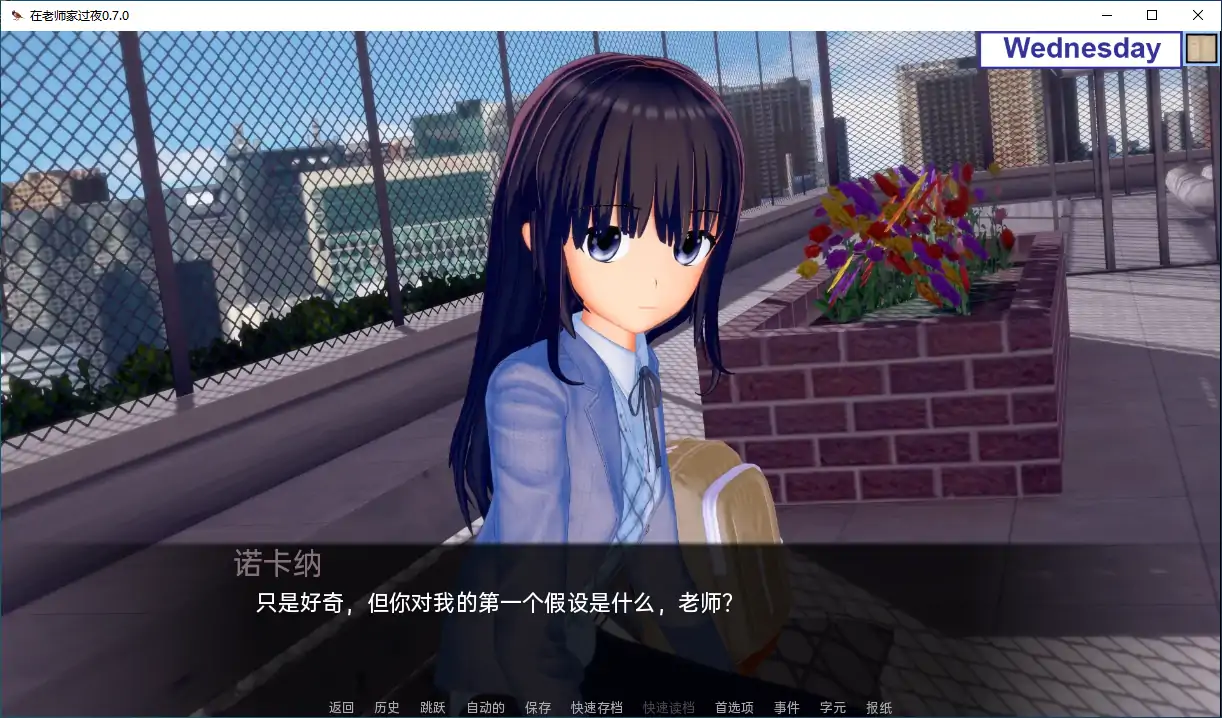 在老师家过夜0.7.0
Wednesday
诺卡纳
只是好奇，但你对我的第一个假设是什么，老师？
返回 历史 跳跃 自动的 保存 快速存档 快速读档 首选项 事件 字元 报纸